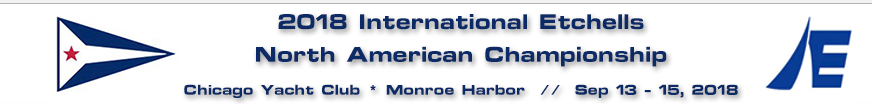 2018 International Etchells
North American Championship
Chicago Yacht Club * Monroe Harbor // Sep 13 - 15, 2018
E